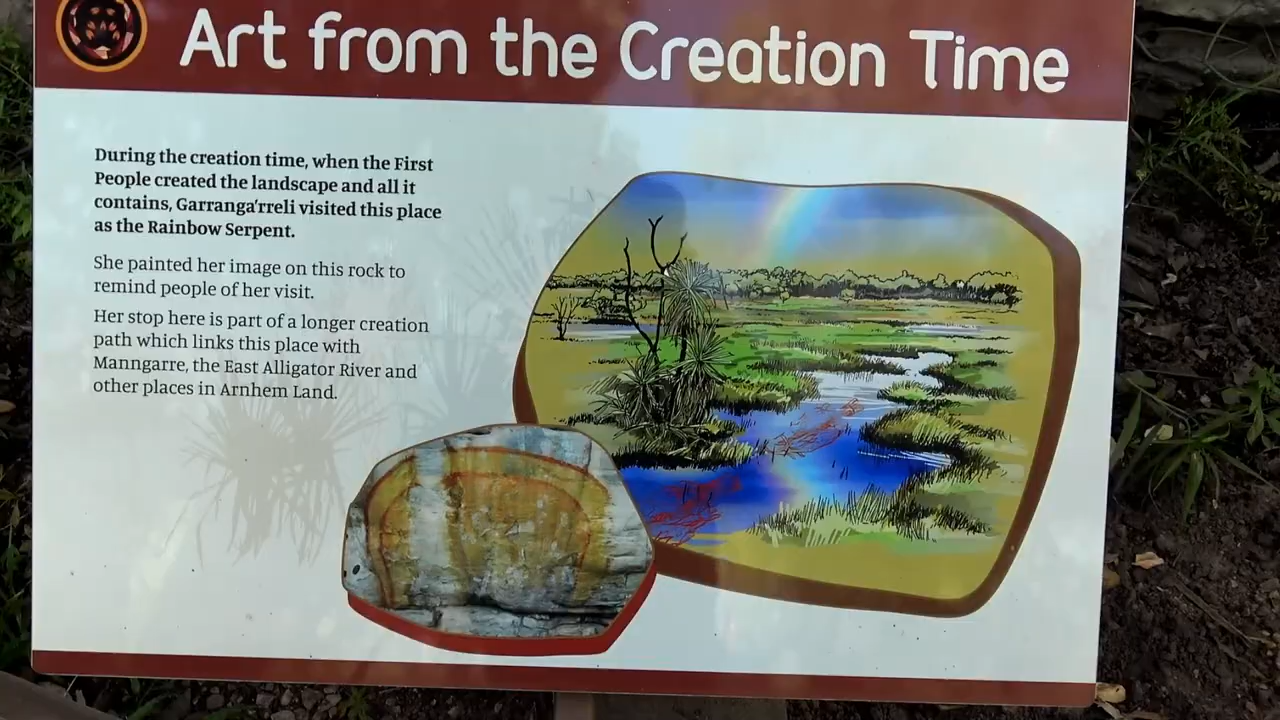 Art from the Creation Time
During the creation time, when the First
People created the landscape and all it
contains, Garranga'rreli visited this place
as the Rainbow Serpent.
She painted her image on this rock to
remind people of her visit.
Her stop here is part of a longer creation
path which links this place with
Manngarre, the East Alligator River and
other places in Arnhem Land.